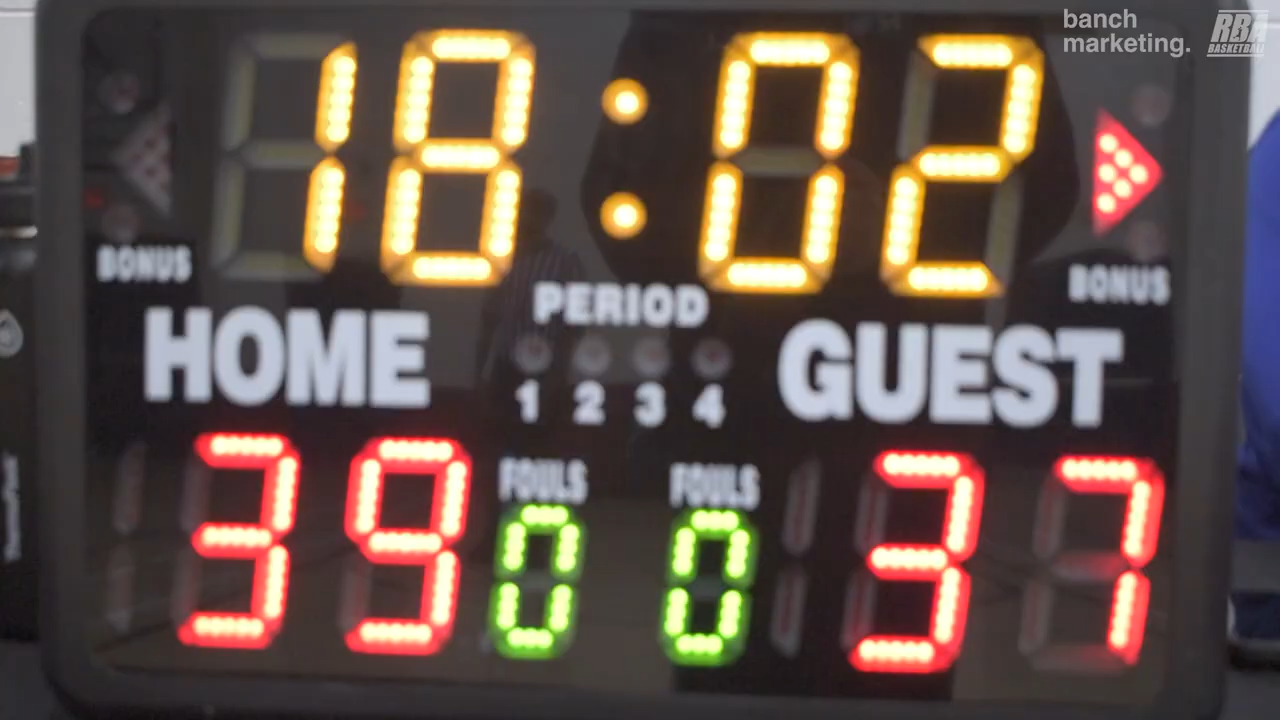 banch
marketing.
RBA
BASKETBALL
18:02
BONUS
BONUS
PERIOD
HOME
GUEST
1 2 3 4
FOULS
FOULS
39
0
0
37